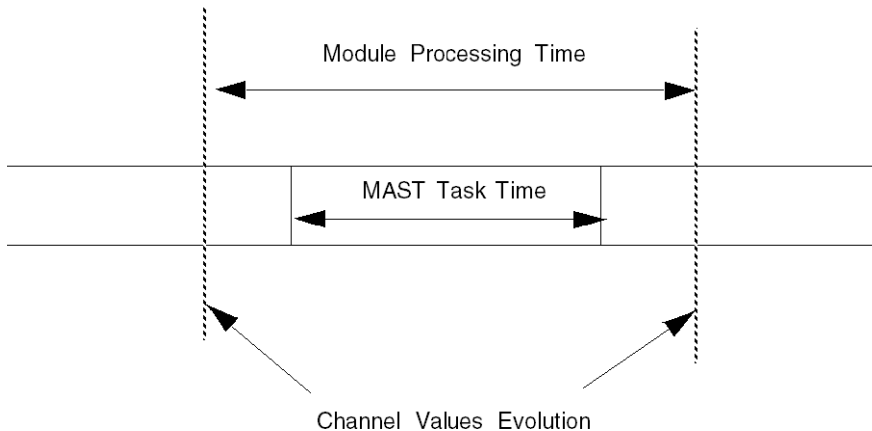 Module Processing Time
MAST Task Time
Channel Values Evolution